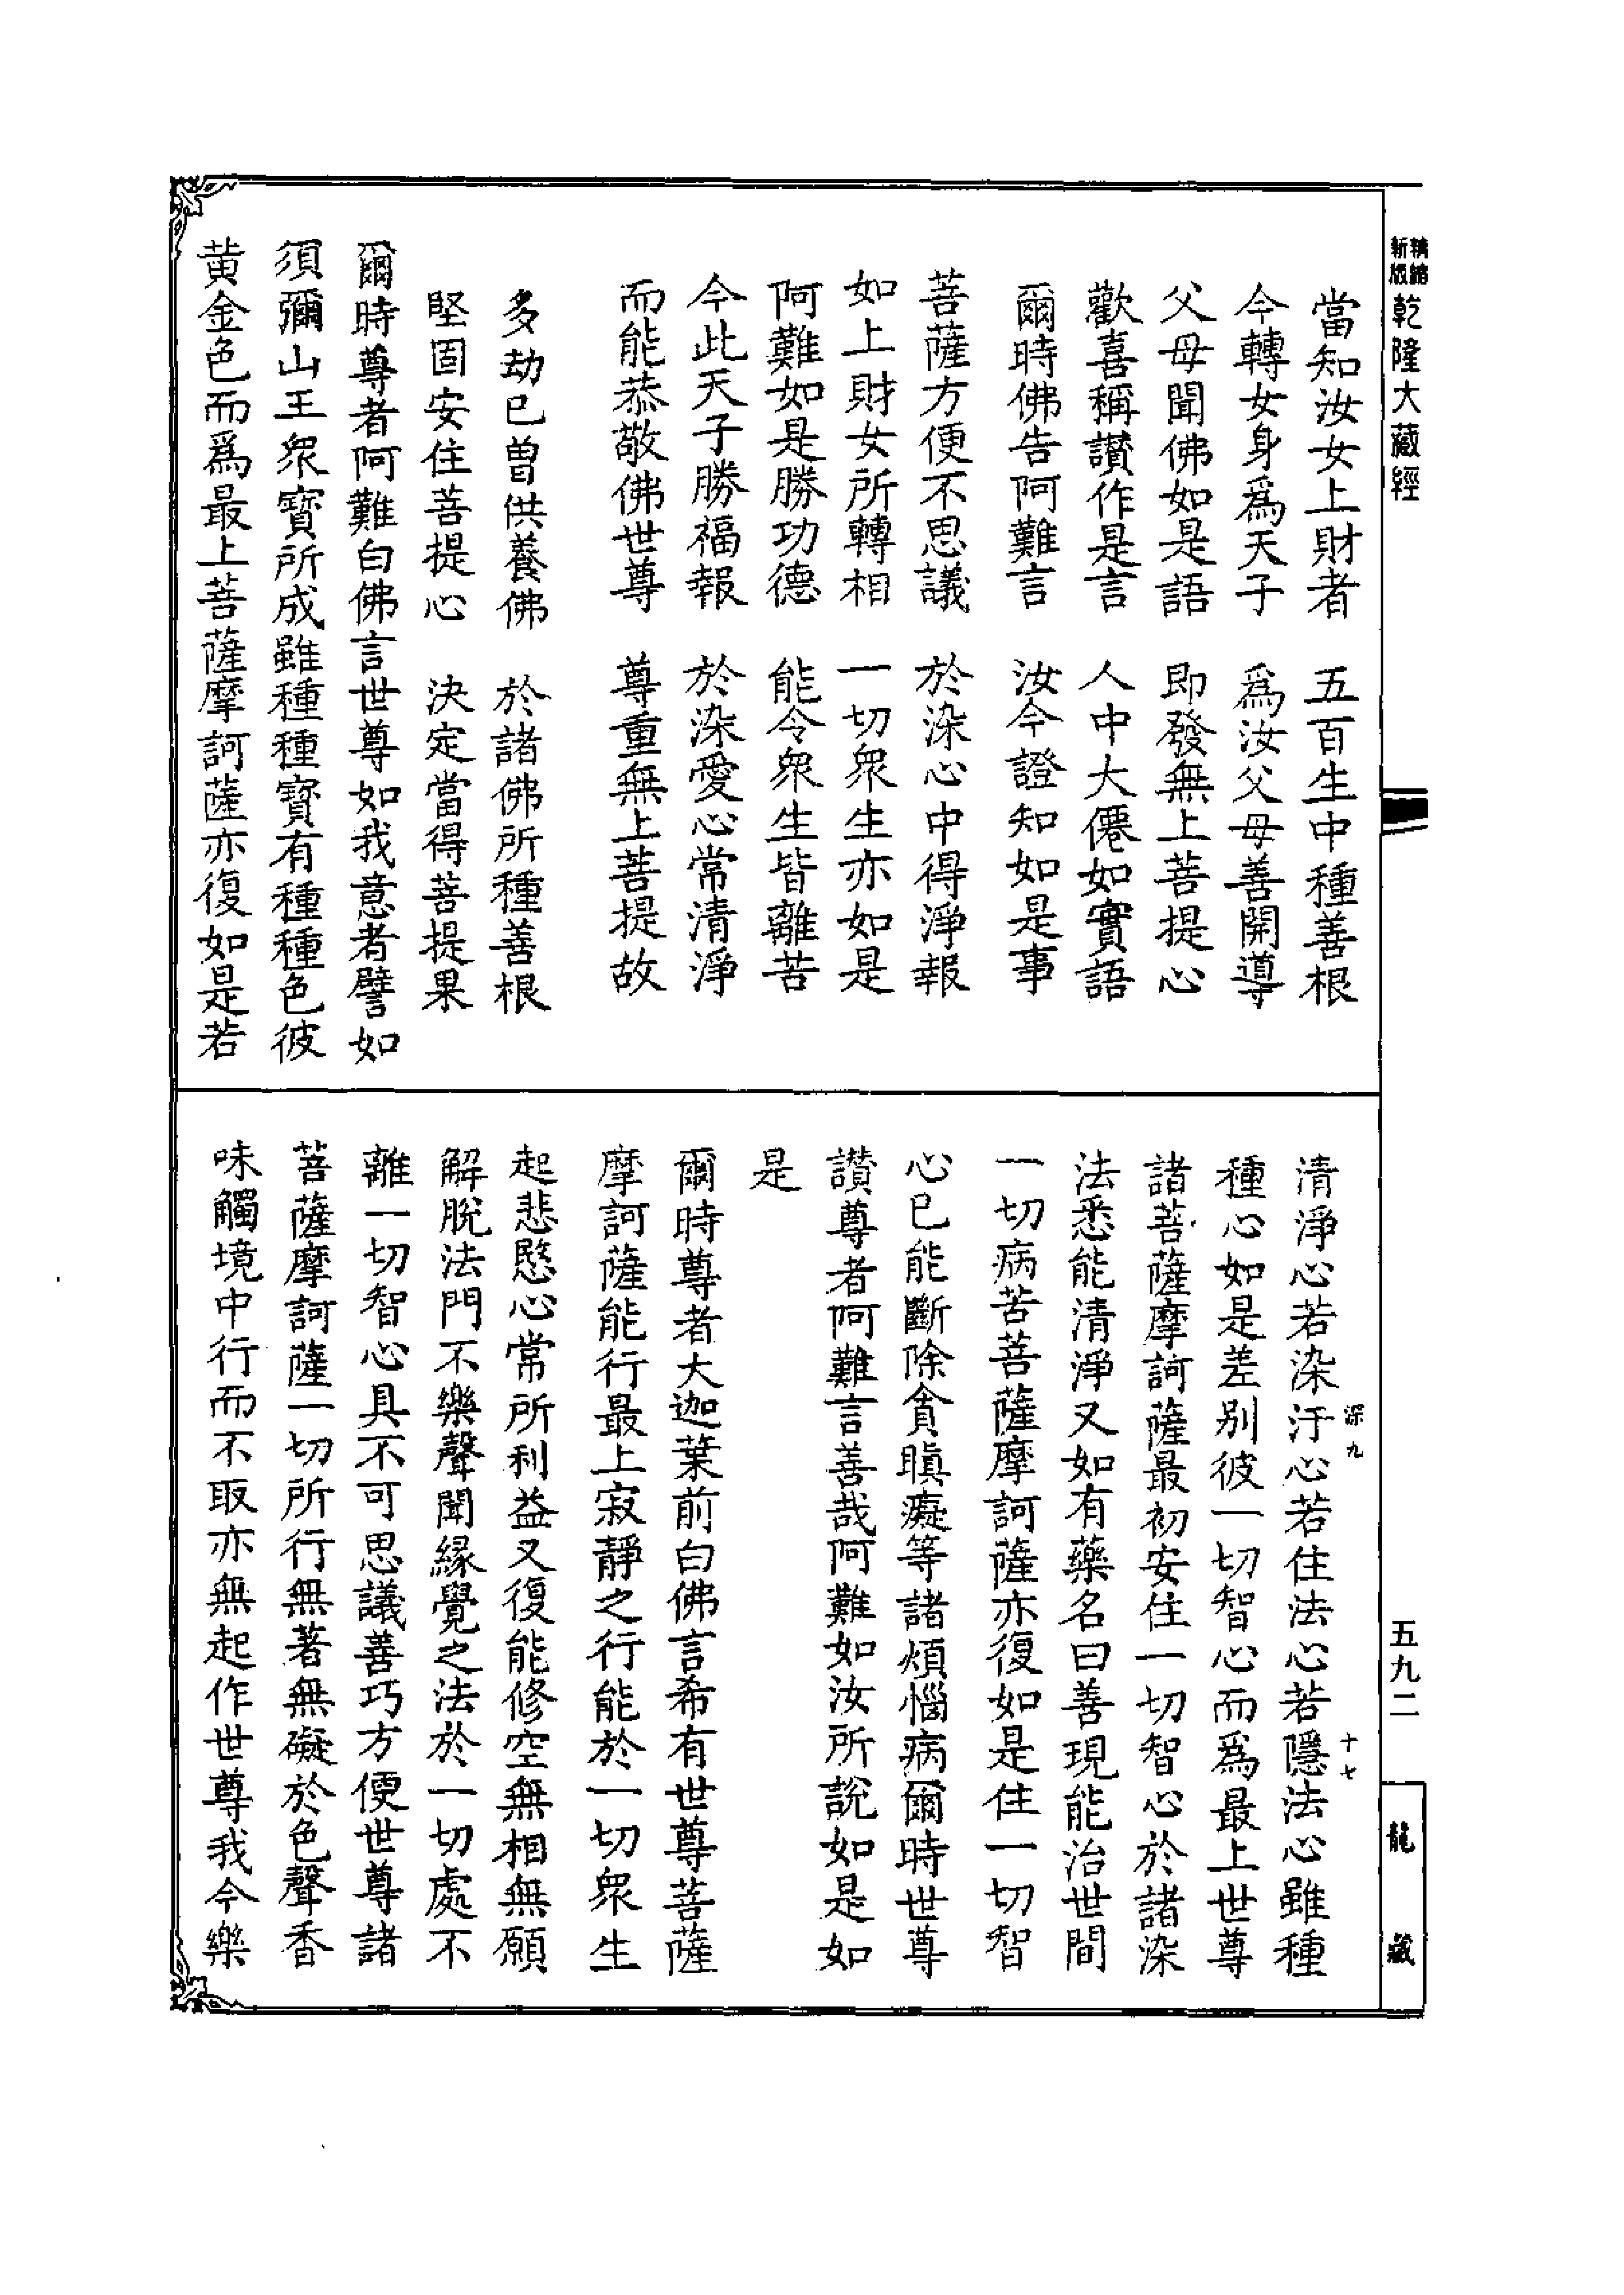 精縮新版乾隆大藏經
當知汝女上財者　五百生中種善根
今轉女身爲天子　爲汝父母善開導
父母聞佛如是語　即發無上菩提心
歡喜稱讃作是言　人中大僊如實語
爾時佛告阿難言　汝今證知如是事
菩薩方便不思議　於染心中得淨報
如上財女所轉相　一切衆生亦如是
阿難如是勝功德　能令衆生皆離苦
今此天子勝福報　於染愛心常清淨
而能恭敬佛世尊　尊重無上菩提故
多劫已曾供養佛　於諸佛所種善根
堅固安住菩提心　決定當得菩提果
爾時尊者阿難白佛言世尊如我意者譬如
須彌山王衆寶所成雖種種寶有種種色彼
黄金色而爲最上菩薩摩訶薩亦復如是若
清淨心若染汙心若住法心若隱法心雖種
種心如是差别彼一切智心而爲最上世尊
諸菩薩摩訶薩最初安住一切智心於諸染
法悉能清淨又如有藥名曰善現能治世間
一切病苦菩薩摩訶薩亦復如是住一切智
心已能斷除貪瞋癡等諸煩惱病爾時世尊
讃尊者阿難言善哉阿難如汝所說如是如
是
爾時尊者大迦葉前白佛言希有世尊菩薩
摩訶薩能行最上寂靜之行能於一切衆生
起悲愍心常所利益又復能修空無相無願
解脫法門不樂聲聞緣覺之法於一切處不
離一切智心具不可思議善巧方便世尊諸
菩薩摩訶薩一切所行無著無礙於色聲香
味觸境中行而不取亦無起作世尊我今樂
深九
十七
五九二
龍藏